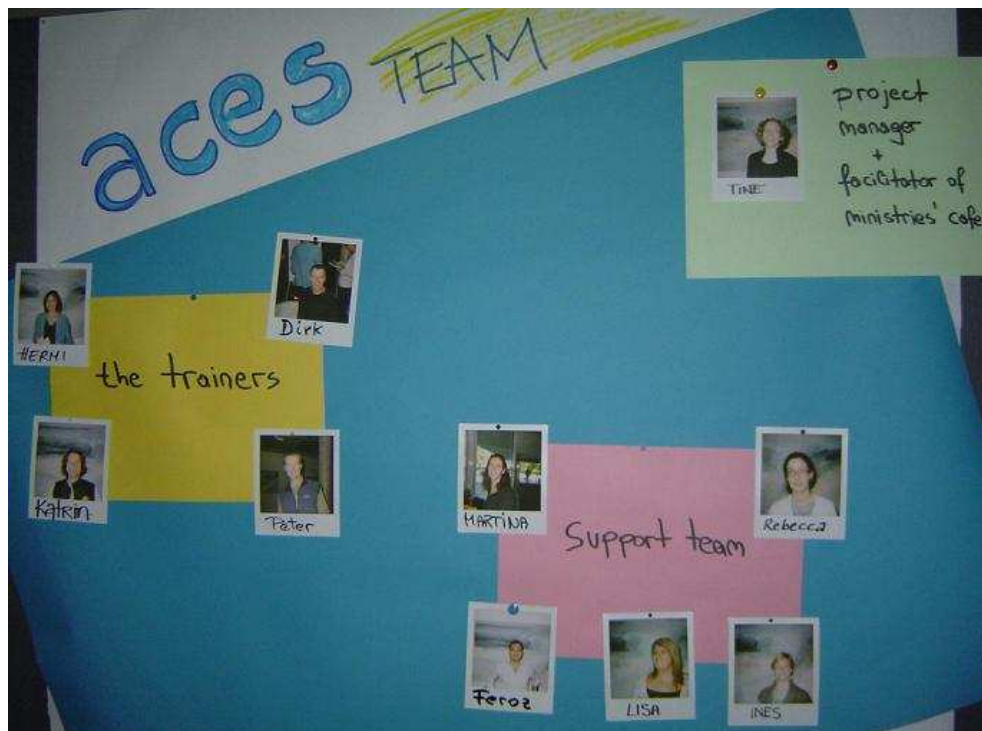 aces TEAM
TINE
project
manager
+
facilitator of
ministries' cafe
HERMI
Dirk
the trainers
Katrin
Peter
MARTINA
Rebecca
Support team
Feroz
LISA
INES